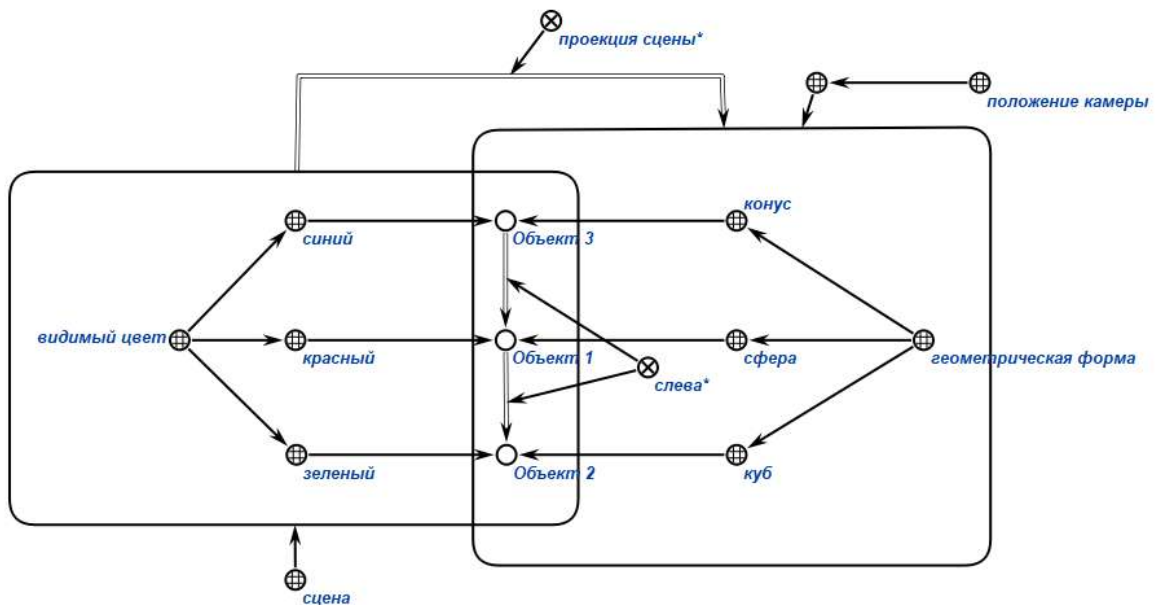 проекция сцены*
положение камеры
конус
синий
Объект 3
видимый цвет
красный
Объект 1
сфера
геометрическая форма
слева*
зеленый
Объект 2
куб
сцена